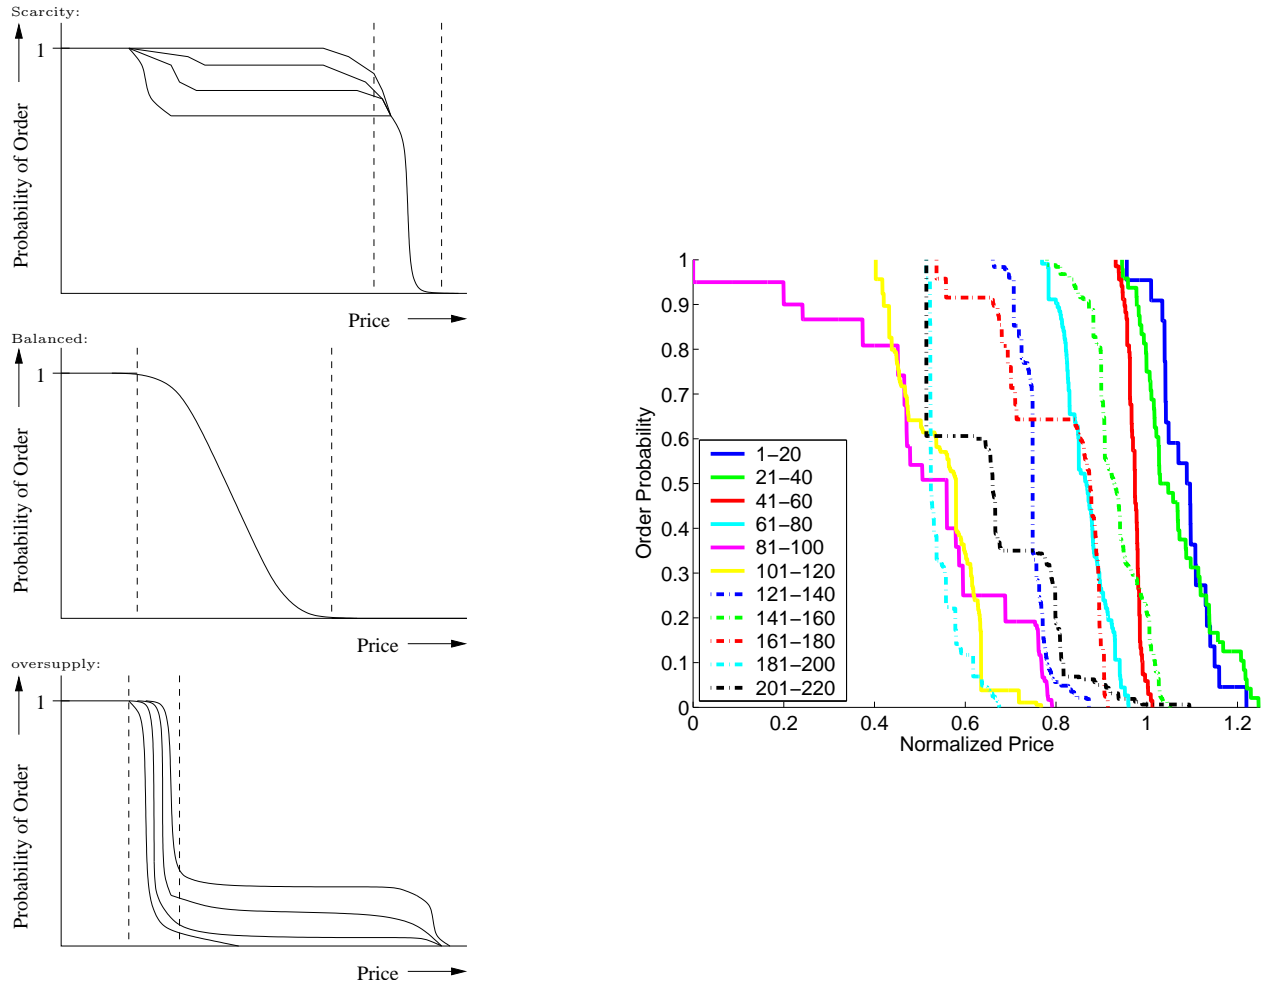 Scarcity:
1
Probability of Order
Price
Balanced:
1
Probability of Order
Price
oversupply:
1
Probability of Order
Price
1
0.9
0.8
0.7
0.6
0.5
0.4
0.3
0.2
0.1
0
Order Probability
1−20
21−40
41−60
61−80
81−100
101−120
121−140
141−160
161−180
181−200
201−220
0 0.2 0.4 0.6 0.8 1 1.2
Normalized Price